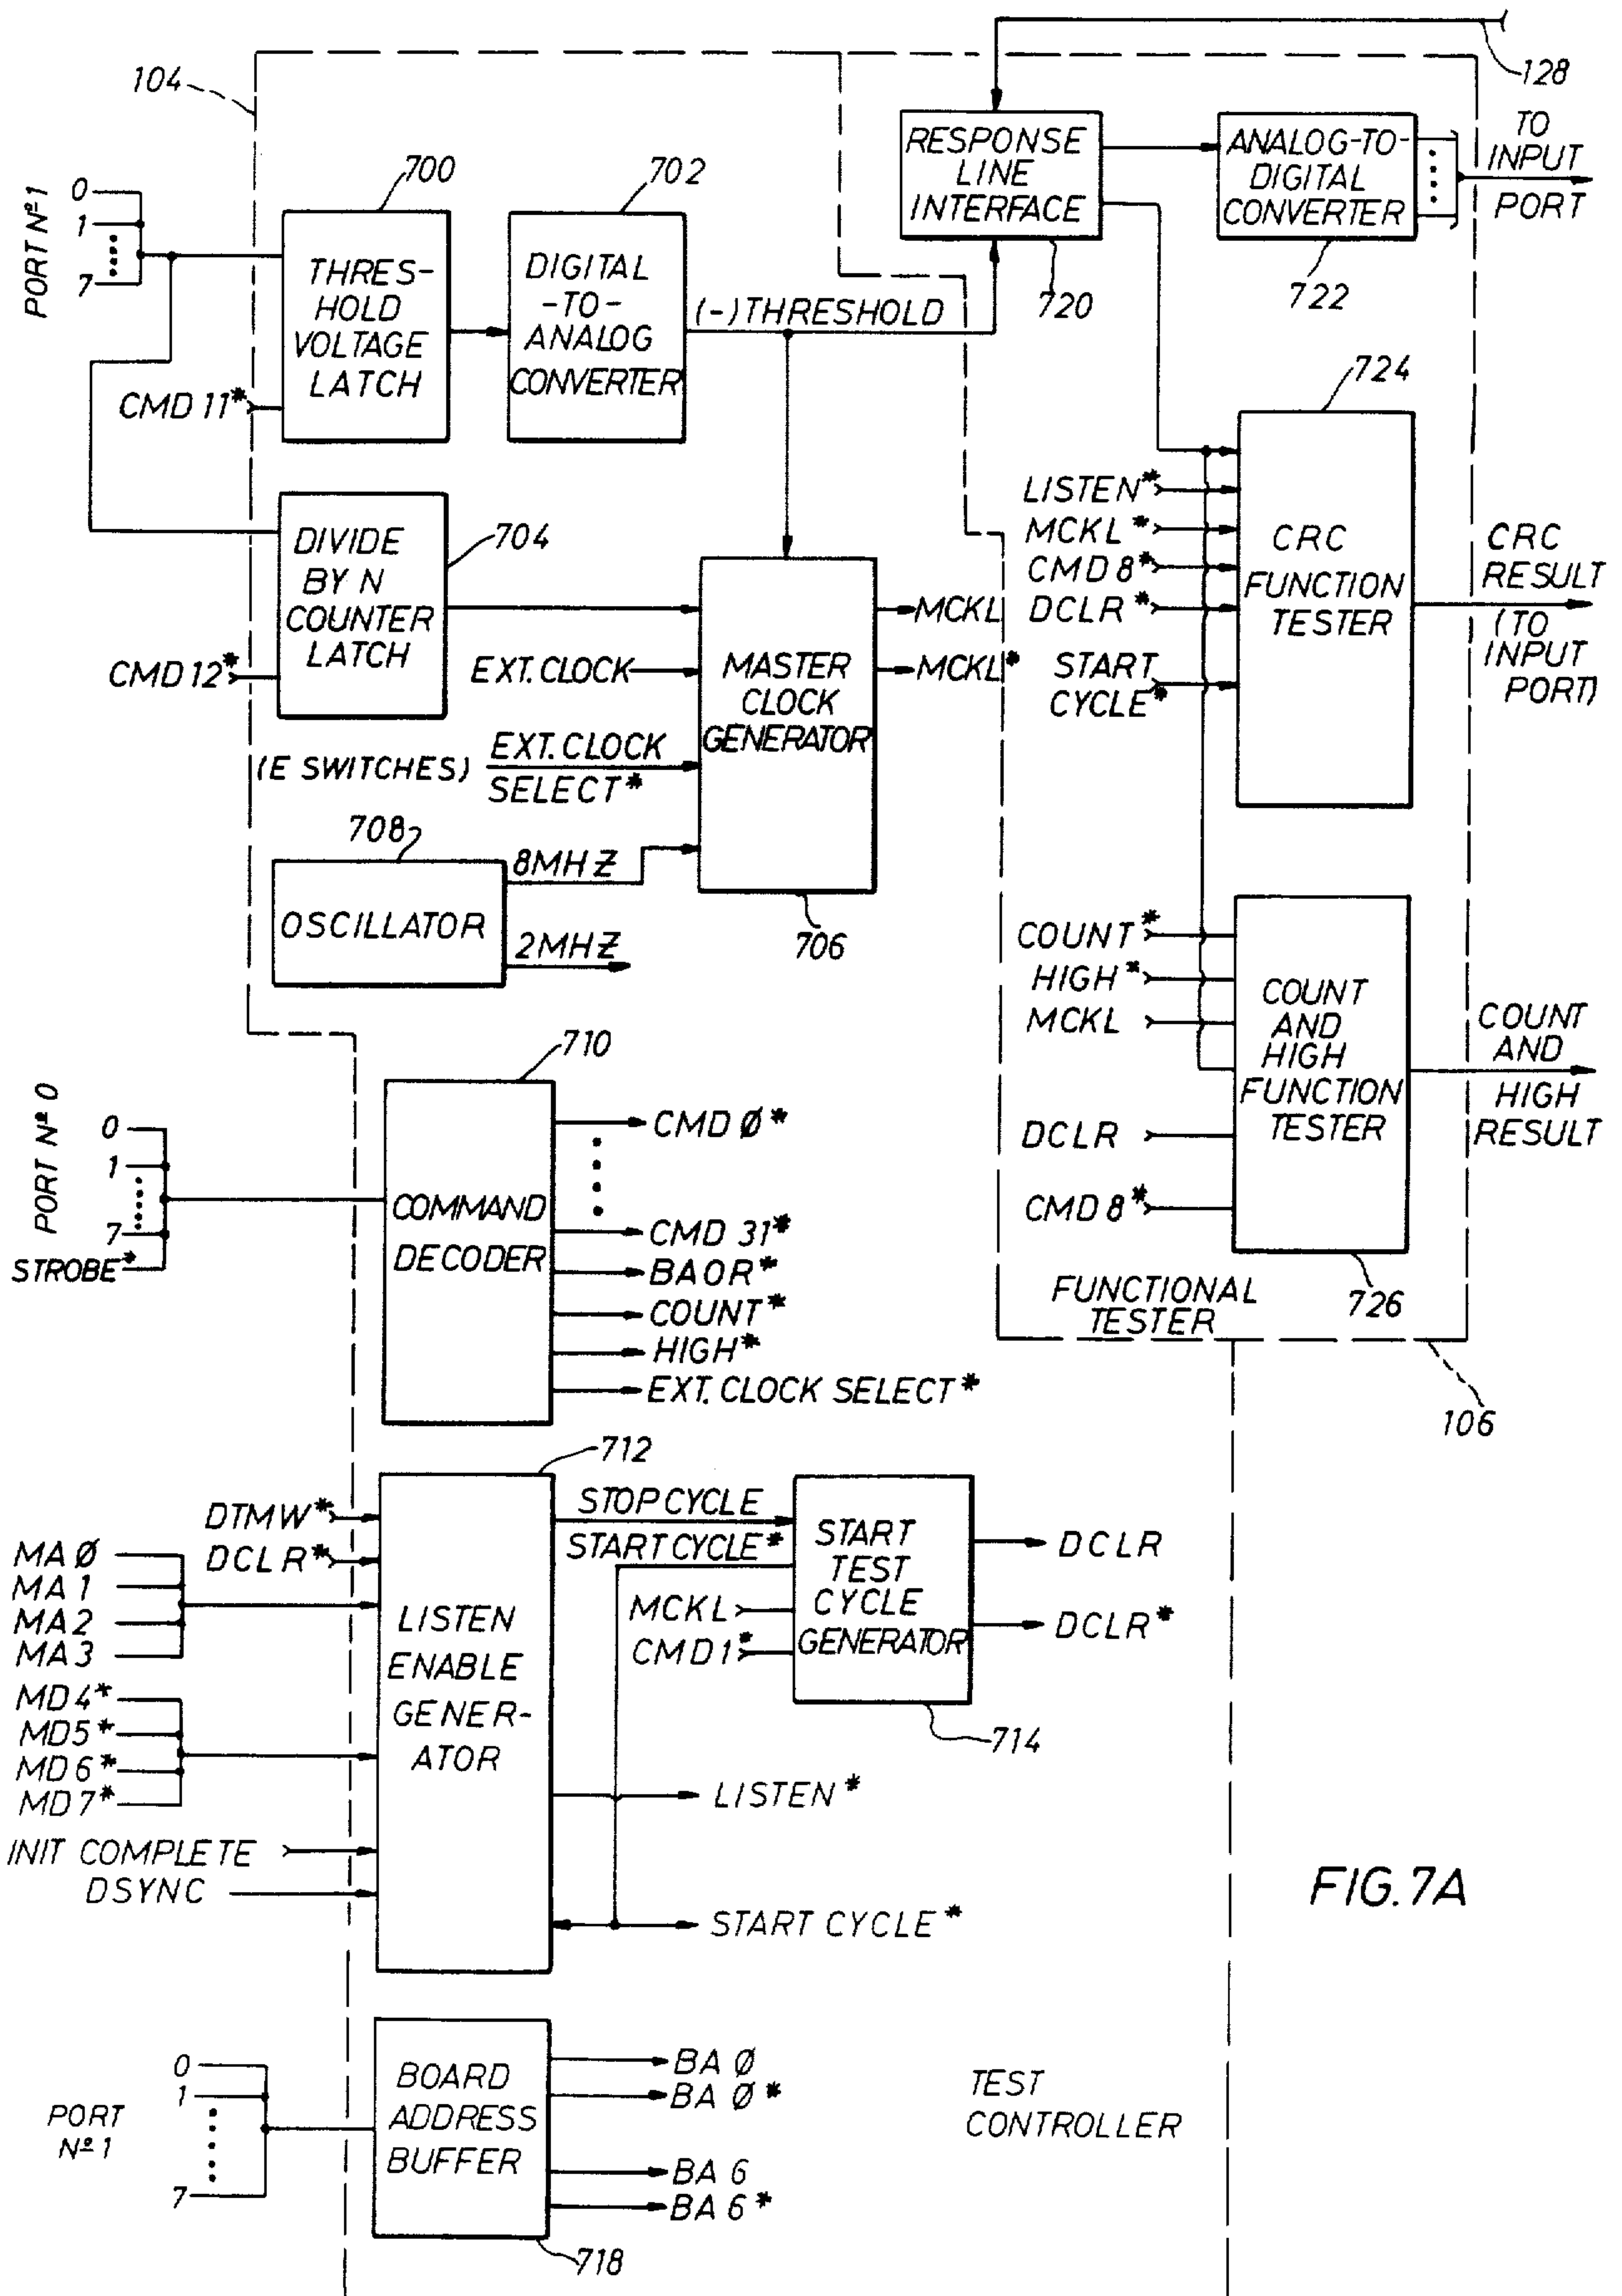 104
128
PORT Nº 1
0
1
7
700
THRES-
HOLD
VOLTAGE
LATCH
CMD 11*
702
DIGITAL
-TO-
ANALOG
CONVERTER
(-) THRESHOLD
RESPONSE
LINE
INTERFACE
720
ANALOG-TO-
DIGITAL
CONVERTER
722
TO
INPUT
PORT
DIVIDE
BY N
COUNTER
LATCH
704
CMD 12*
EXT. CLOCK
(E SWITCHES)
EXT. CLOCK
SELECT*
MASTER
CLOCK
GENERATOR
706
MCKL
MCKL*
708
OSCILLATOR
8MHZ
2MHZ
724
LISTEN*
MCKL*
CMD 8*
DCLR*
START
CYCLE*
CRC
FUNCTION
TESTER
CRC
RESULT
(TO
INPUT
PORT)
COUNT*
HIGH*
MCKL
DCLR
CMD 8*
COUNT
AND
HIGH
FUNCTION
TESTER
726
COUNT
AND
HIGH
RESULT
FUNCTIONAL
TESTER
106
PORT Nº 0
0
1
7
STROBE*
710
COMMAND
DECODER
CMD Ø*
CMD 31*
BAOR*
COUNT*
HIGH*
EXT. CLOCK SELECT*
712
DTMW*
DCLR*
MA Ø
MA 1
MA 2
MA 3
MD 4*
MD5*
MD 6*
MD 7*
INIT COMPLETE
DSYNC
LISTEN
ENABLE
GENER-
ATOR
STOP CYCLE
START CYCLE*
MCKL
CMD 1*
START
TEST
CYCLE
GENERATOR
714
DCLR
DCLR*
LISTEN*
START CYCLE*
FIG. 7A
PORT
Nº 1
0
1
7
BOARD
ADDRESS
BUFFER
718
BA Ø
BA Ø*
BA 6
BA 6*
TEST
CONTROLLER